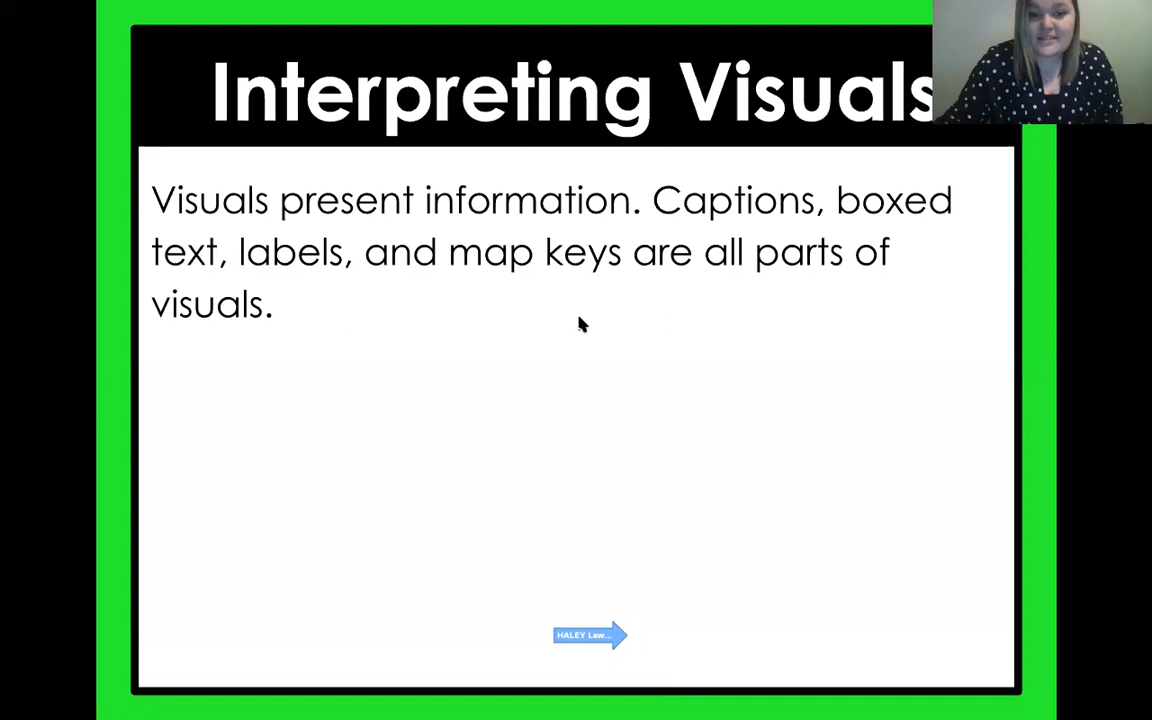 Interpreting Visuals
Visuals present information. Captions, boxed
text, labels, and map keys are all parts of
visuals.
HALEY Law...